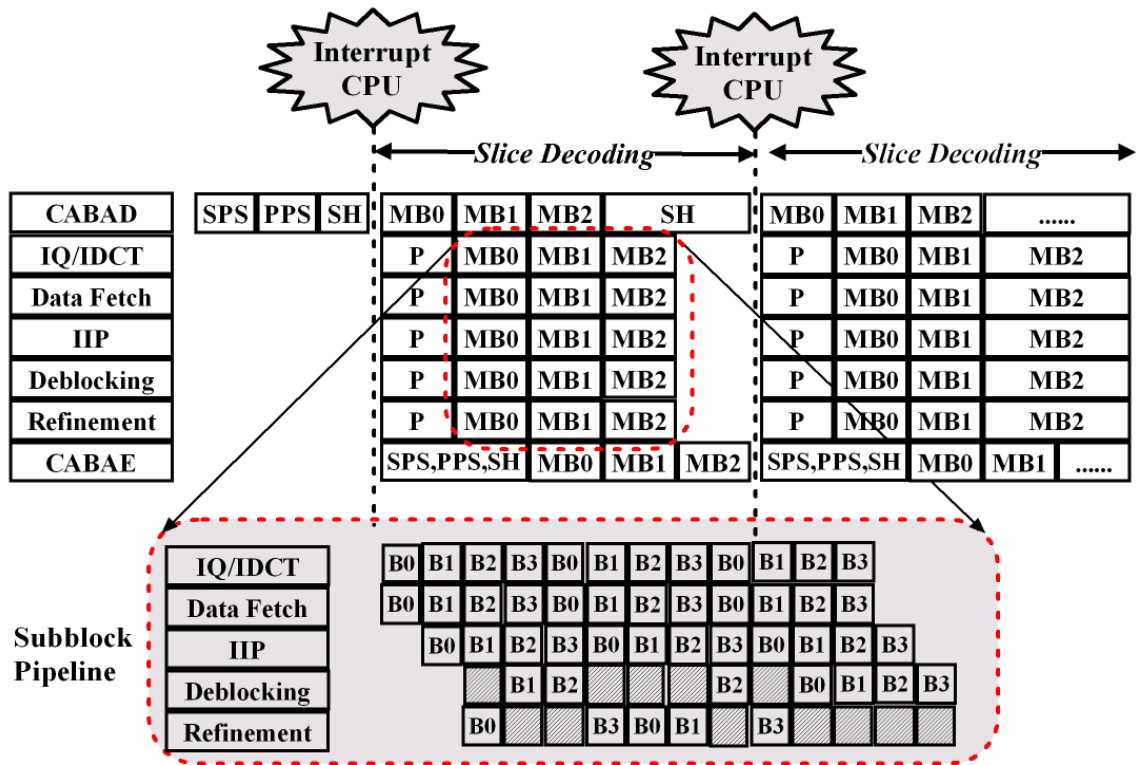 Interrupt CPU
Interrupt CPU
Slice Decoding
Slice Decoding
CABAD SPS PPS SH MB0 MB1 MB2 SH MB0 MB1 MB2 ......
IQ/IDCT P MB0 MB1 MB2 P MB0 MB1 MB2
Data Fetch P MB0 MB1 MB2 P MB0 MB1 MB2
IIP P MB0 MB1 MB2 P MB0 MB1 MB2
Deblocking P MB0 MB1 MB2 P MB0 MB1 MB2
Refinement P MB0 MB1 MB2 P MB0 MB1 MB2
CABAE SPS,PPS,SH MB0 MB1 MB2 SPS,PPS,SH MB0 MB1 ......
Subblock Pipeline
IQ/IDCT B0 B1 B2 B3 B0 B1 B2 B3 B0 B1 B2 B3
Data Fetch B0 B1 B2 B3 B0 B1 B2 B3 B0 B1 B2 B3
IIP B0 B1 B2 B3 B0 B1 B2 B3 B0 B1 B2 B3
Deblocking B1 B2 B2 B0 B1 B2 B3
Refinement B0 B3 B0 B1 B3